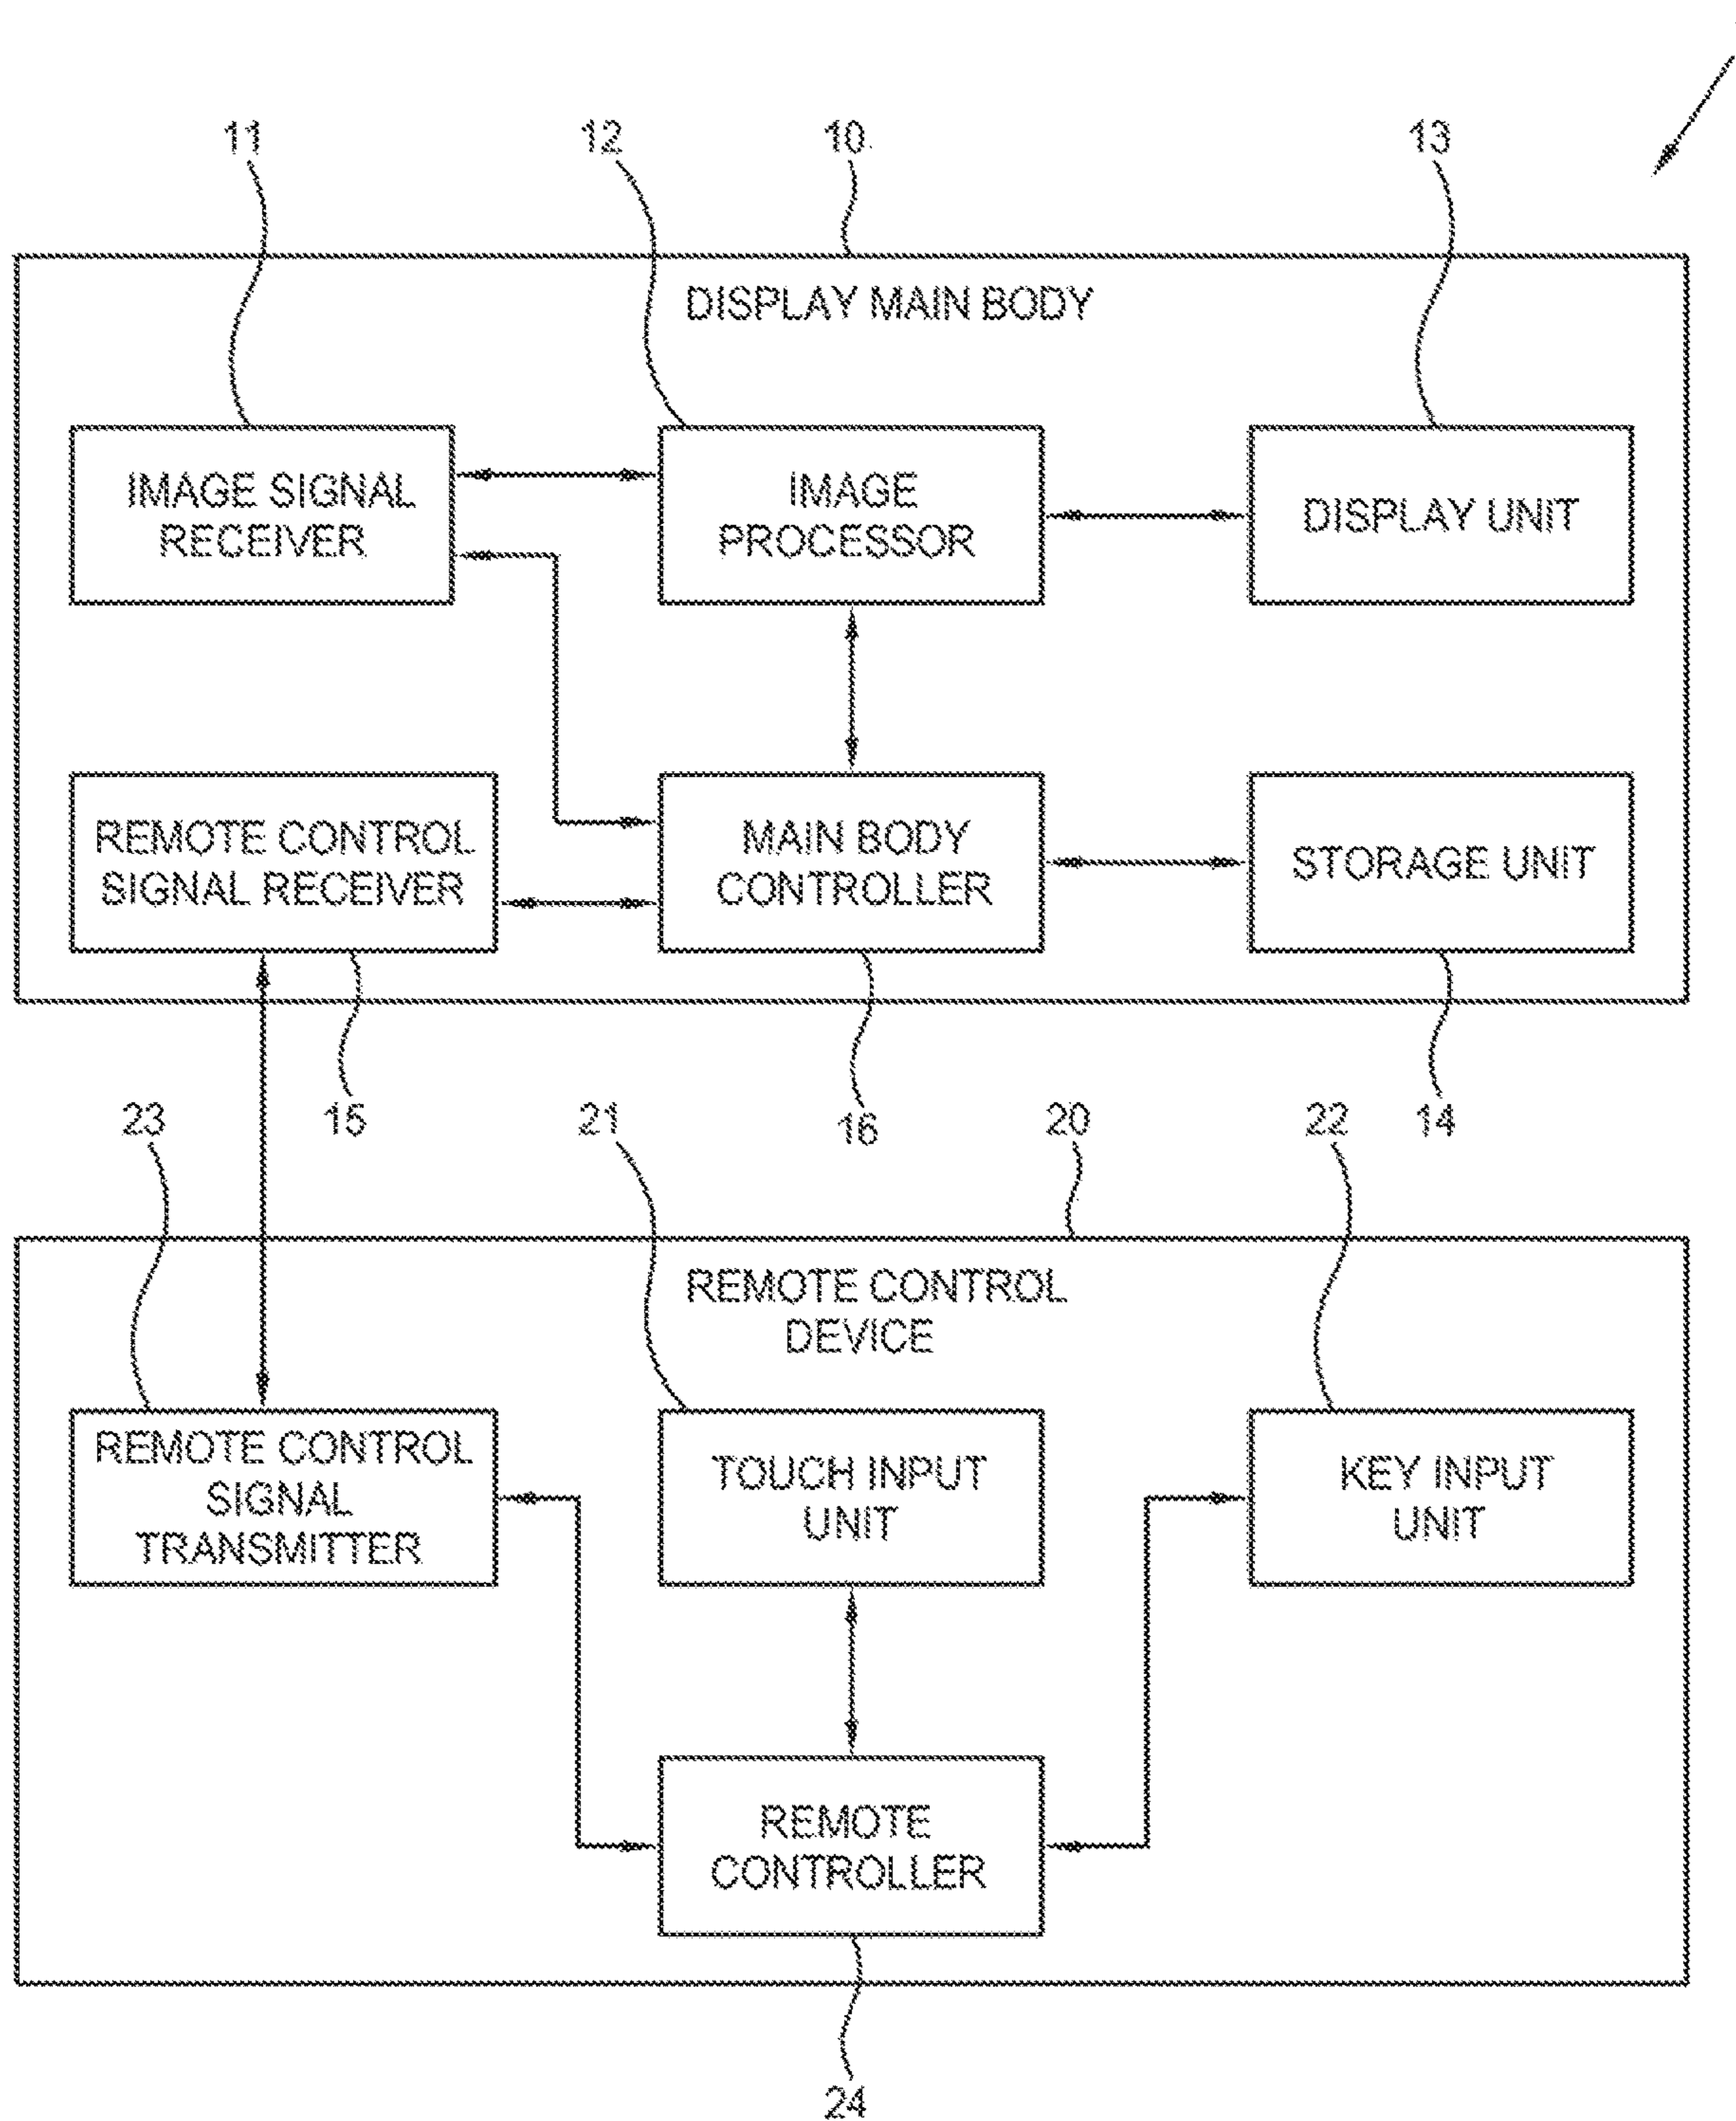 11
12
10
13
DISPLAY MAIN BODY
IMAGE SIGNAL
RECEIVER
IMAGE
PROCESSOR
DISPLAY UNIT
REMOTE CONTROL
SIGNAL RECEIVER
MAIN BODY
CONTROLLER
STORAGE UNIT
15
16
14
23
21
20
22
REMOTE CONTROL
DEVICE
REMOTE CONTROL
SIGNAL
TRANSMITTER
TOUCH INPUT
UNIT
KEY INPUT
UNIT
REMOTE
CONTROLLER
24